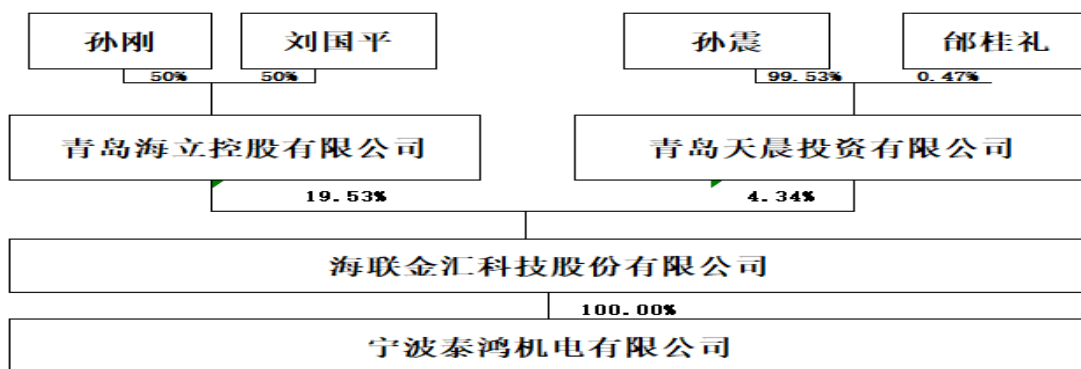 孙刚
刘国平
孙震
邰桂礼
50%
50%
99.53%
0.47%
青岛海立控股有限公司
青岛天晨投资有限公司
19.53%
4.34%
海联金汇科技股份有限公司
100.00%
宁波泰鸿机电有限公司